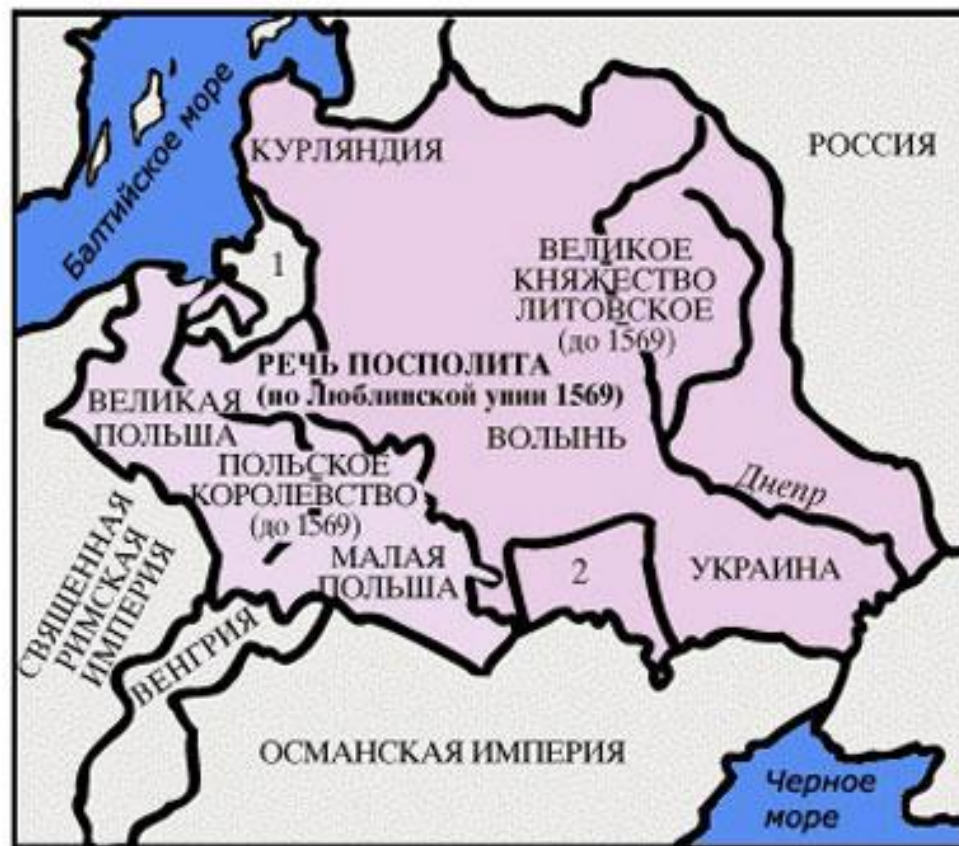 Балтийское море
КУРЛЯНДИЯ
РОССИЯ
1
ВЕЛИКОЕ
КНЯЖЕСТВО
ЛИТОВСКОЕ
(до 1569)
РЕЧЬ ПОСПОЛИТА
(по Люблинской унии 1569)
ВЕЛИКАЯ
ПОЛЬША
ВОЛЫНЬ
ПОЛЬСКОЕ
КОРОЛЕВСТВО
(до 1569)
Днепр
МАЛАЯ
ПОЛЬША
2
УКРАИНА
СВЯЩЕННАЯ
РИМСКАЯ
ИМПЕРИЯ
ВЕНГРИЯ
ОСМАНСКАЯ ИМПЕРИЯ
Черное
море